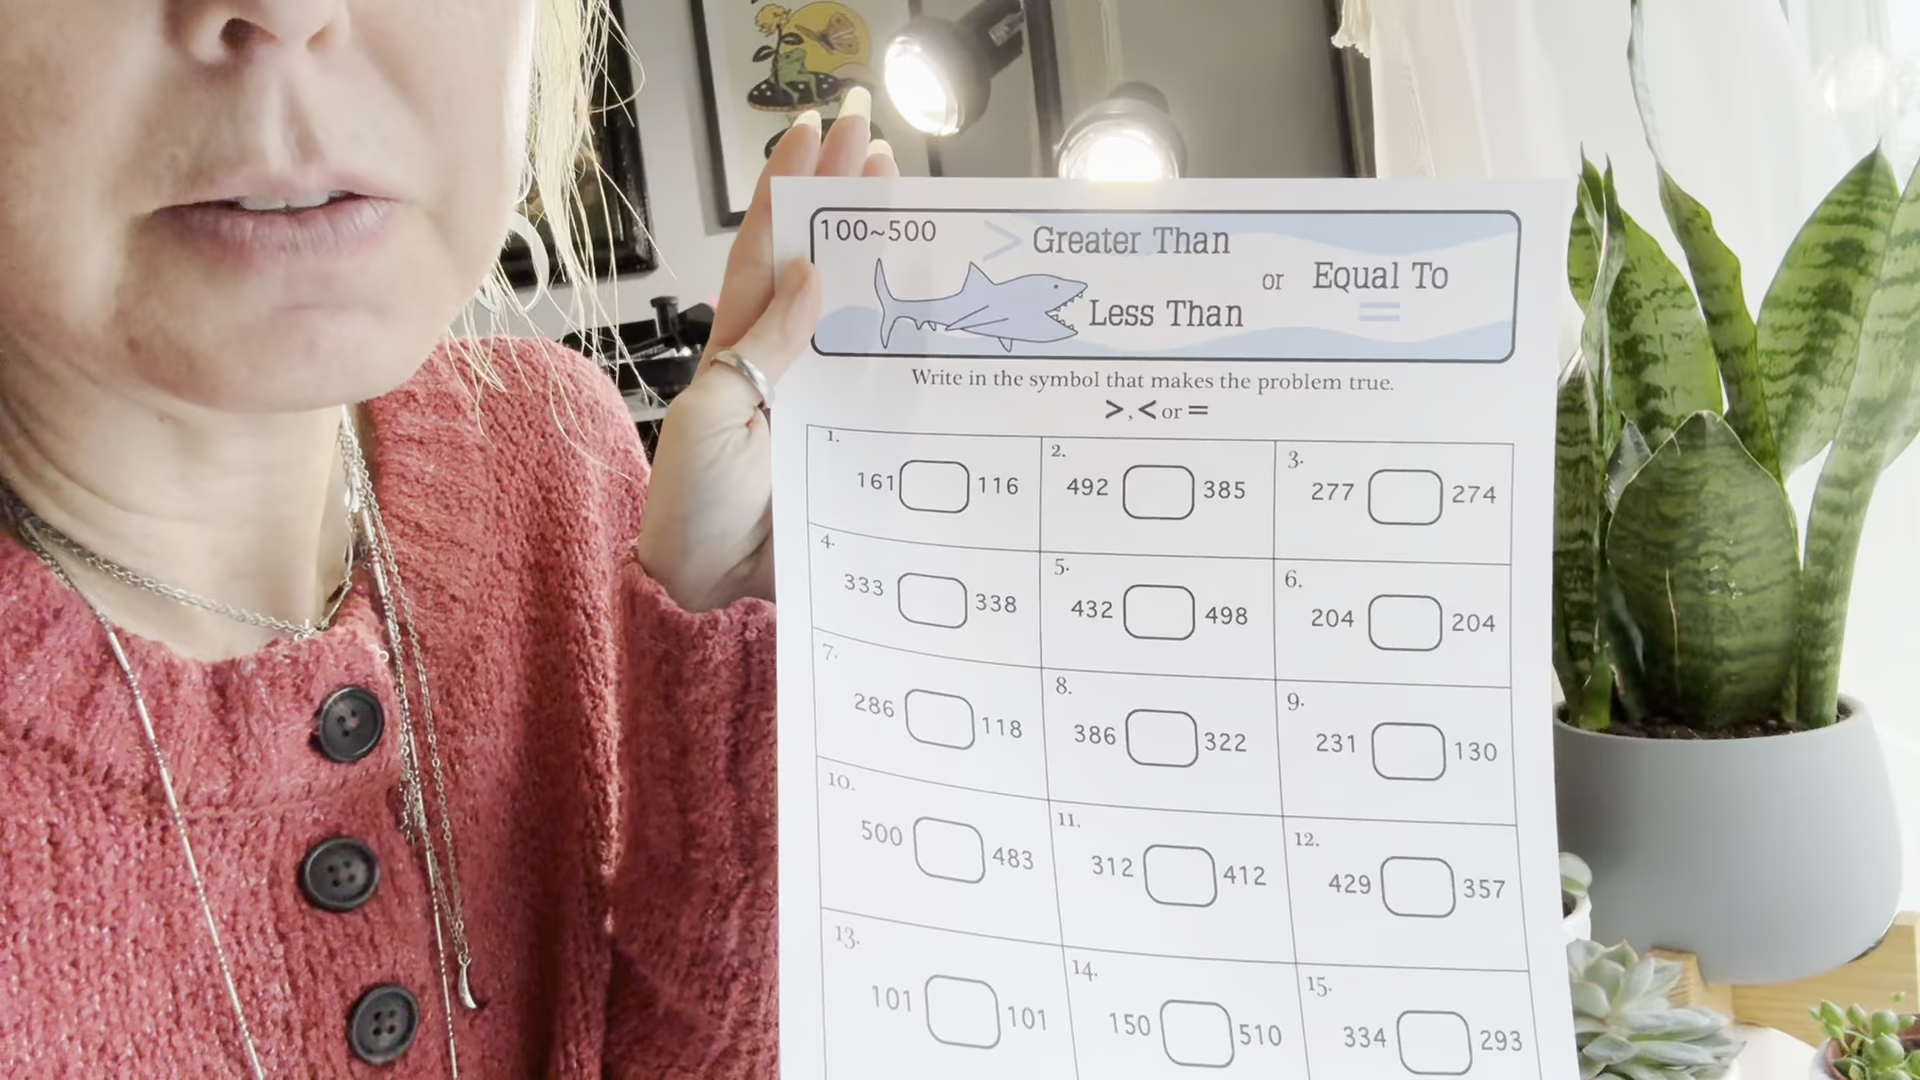 100~500
> Greater Than
or Equal To
Less Than
=
Write in the symbol that makes the problem true.
>, < or =
1. 161 116
2. 492 385
3. 277 274
4. 333 338
5. 432 498
6. 204 204
7. 286 118
8. 386 322
9. 231 130
10. 500 483
11. 312 412
12. 429 357
13. 101 101
14. 150 510
15. 334 293